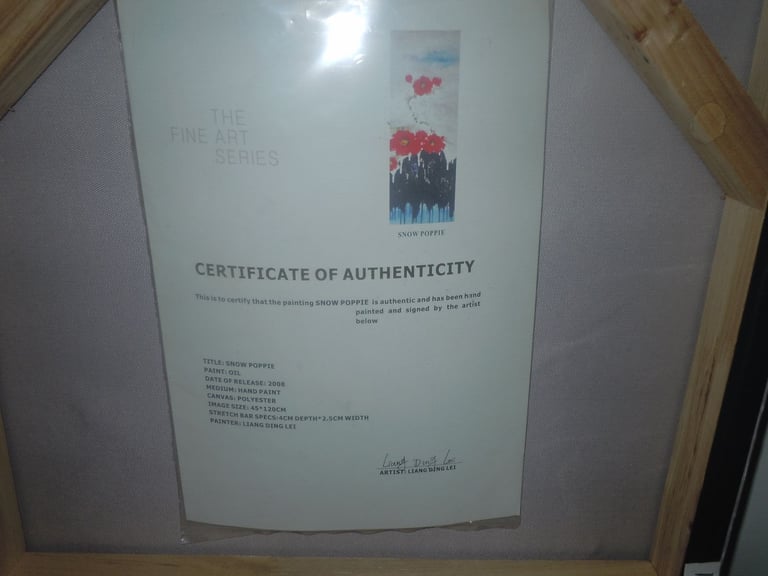 THE
FINE ART
SERIES
SNOW POPPIE
CERTIFICATE OF AUTHENTICITY
This is to certify that the painting SNOW POPPIE is authentic and has been hand
painted and signed by the artist
below
TITLE: SNOW POPPIE
PAINT: OIL
DATE OF RELEASE: 2008
MEDIUM: HAND PAINT
CANVAS: POLYESTER
IMAGE SIZE: 45*120CM
STRETCH BAR SPECS:4CM DEPTH*2.5CM WIDTH
PAINTER: LIANG DING LEI
Liang Ding Lei
ARTIST: LIANG DING LEI